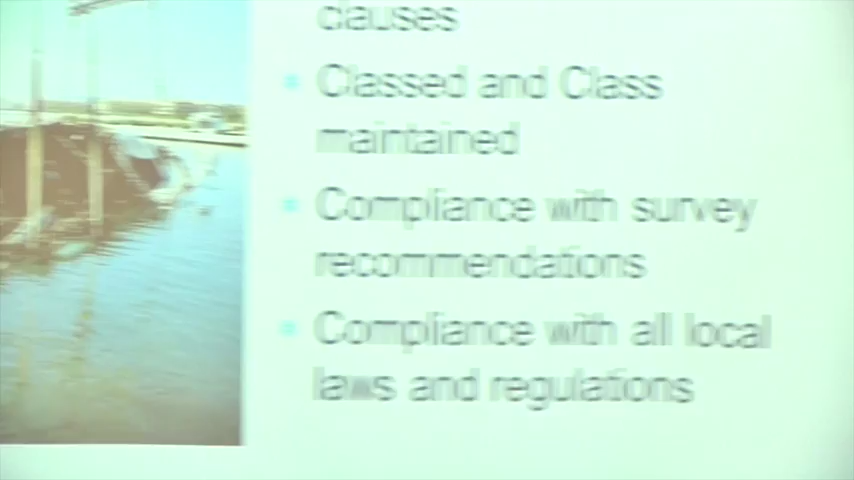 clauses
Classed and Class
maintained
Compliance with survey
recommendations
Compliance with all local
laws and regulations